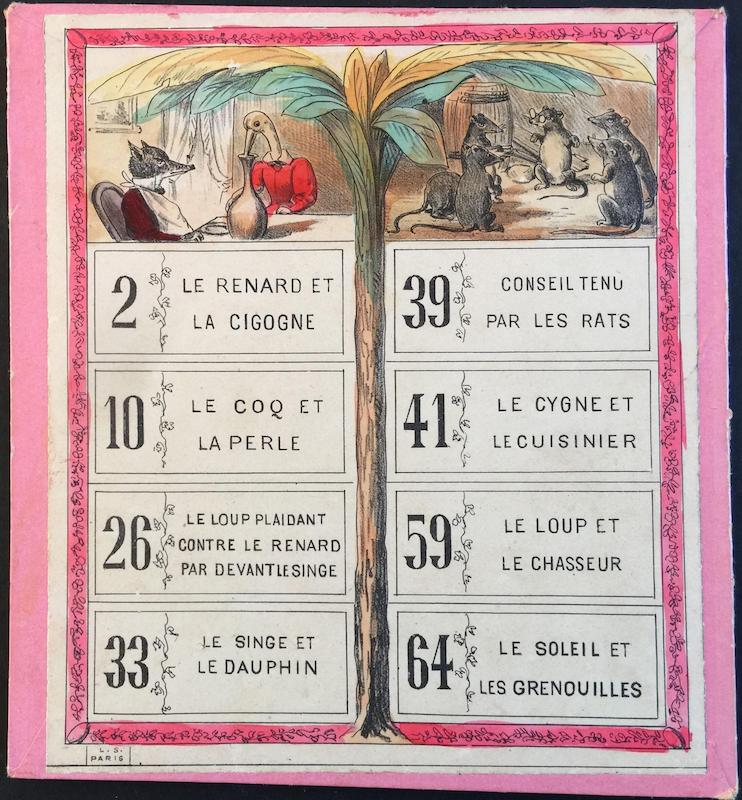 2
LE RENARD ET
LA CIGOGNE
10
LE COQ ET
LA PERLE
26
LE LOUP PLAIDANT
CONTRE LE RENARD
PAR DEVANT LE SINGE
33
LE SINGE ET
LE DAUPHIN
39
CONSEIL TENU
PAR LES RATS
41
LE CYGNE ET
LE CUISINIER
59
LE LOUP ET
LE CHASSEUR
64
LE SOLEIL ET
LES GRENOUILLES
L. S.
PARIS